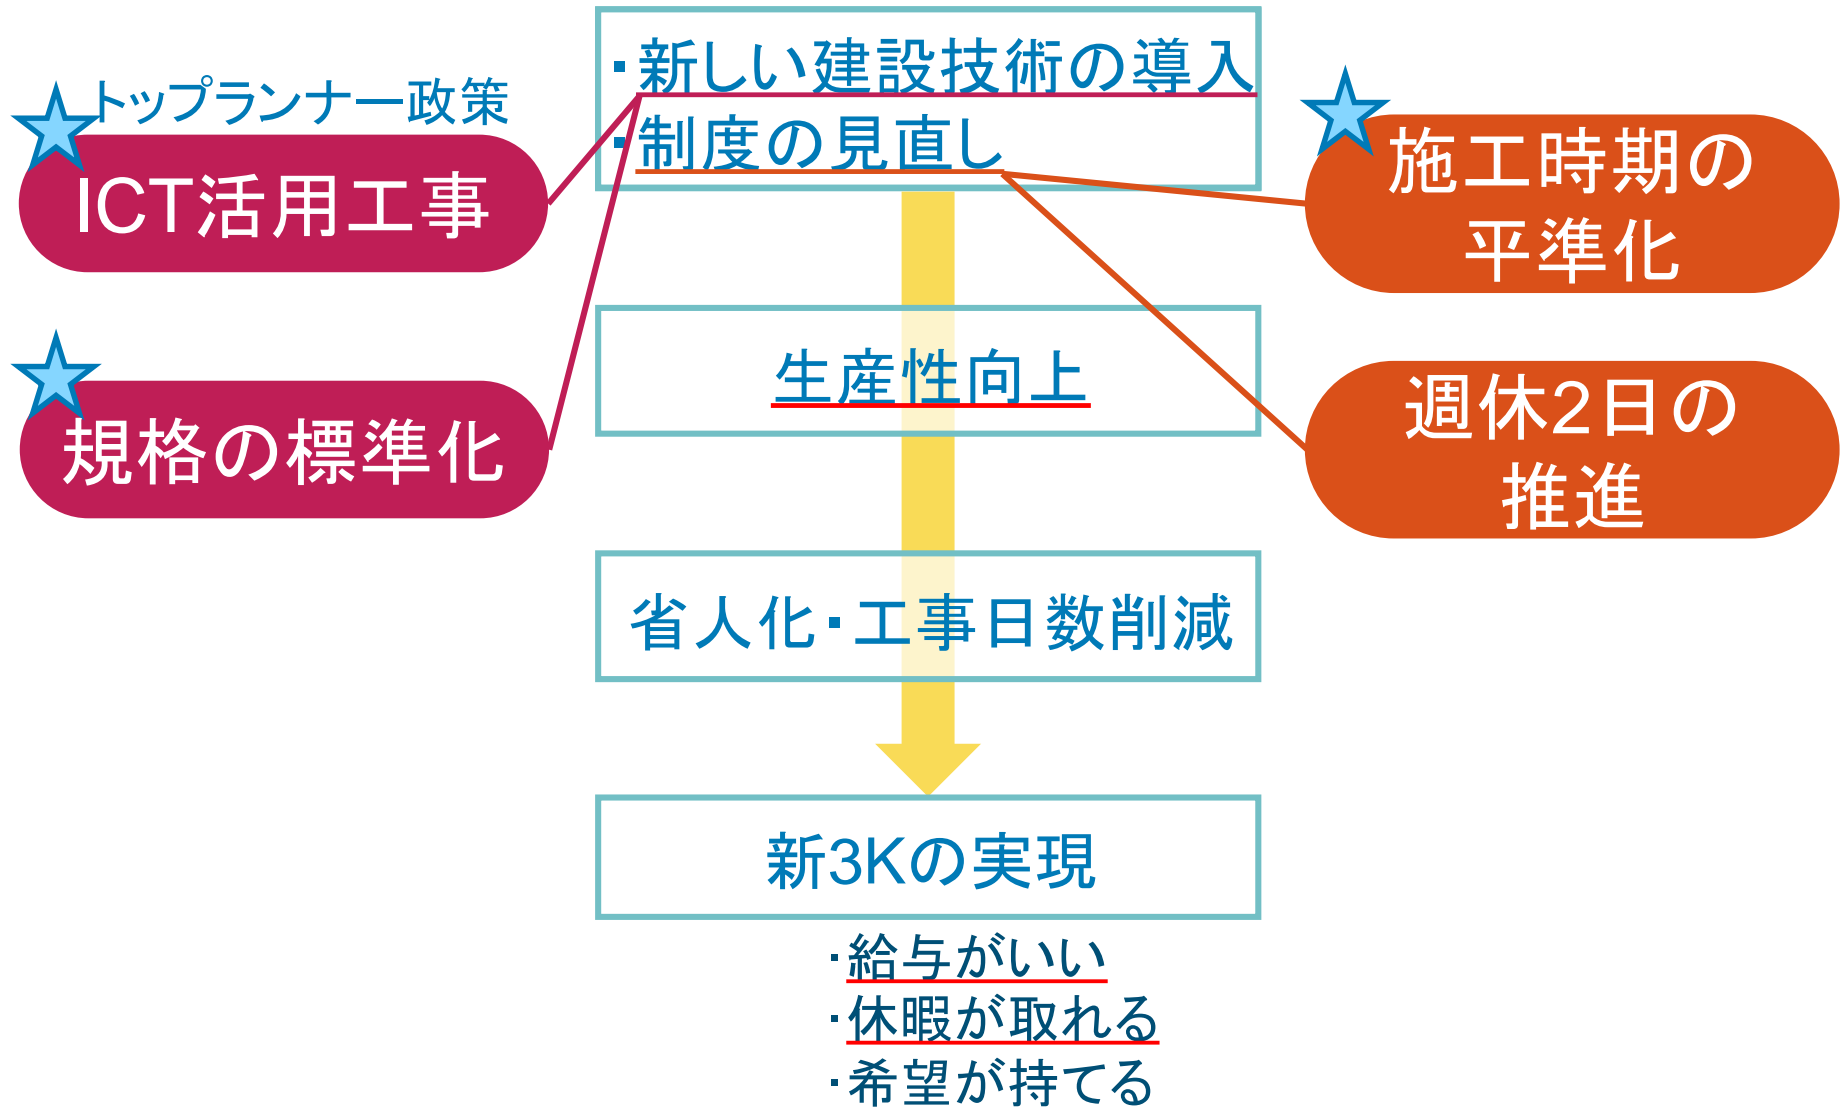 ・新しい建設技術の導入
・制度の見直し
トップランナー政策
ICT活用工事
規格の標準化
施工時期の
平準化
週休2日の
推進
生産性向上
省人化・工事日数削減
新3Kの実現
・給与がいい
・休暇が取れる
・希望が持てる